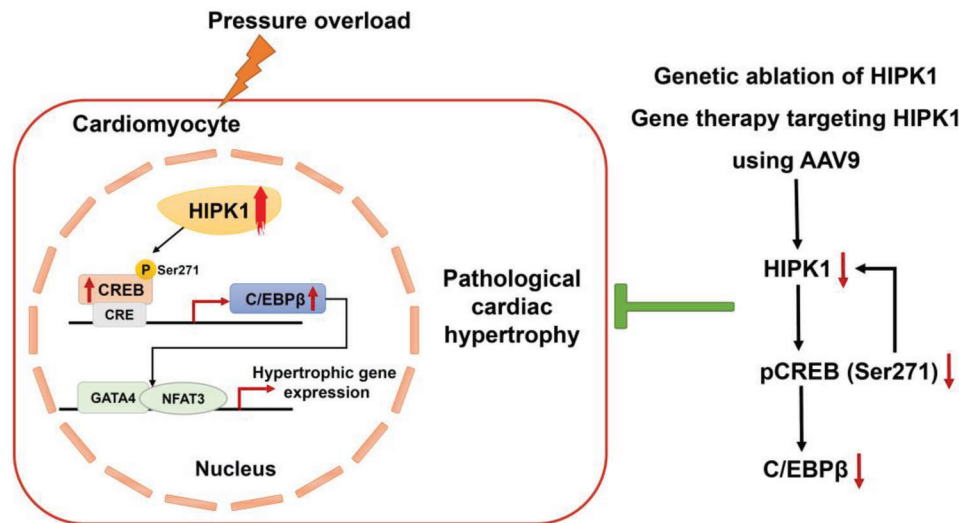 Pressure overload
Cardiomyocyte
HIPK1
P
Ser271
CREB
CRE
C/EBPβ
Hypertrophic gene
expression
GATA4
NFAT3
Nucleus
Pathological
cardiac
hypertrophy
Genetic ablation of HIPK1
Gene therapy targeting HIPK1
using AAV9
HIPK1
pCREB (Ser271)
C/EBPβ